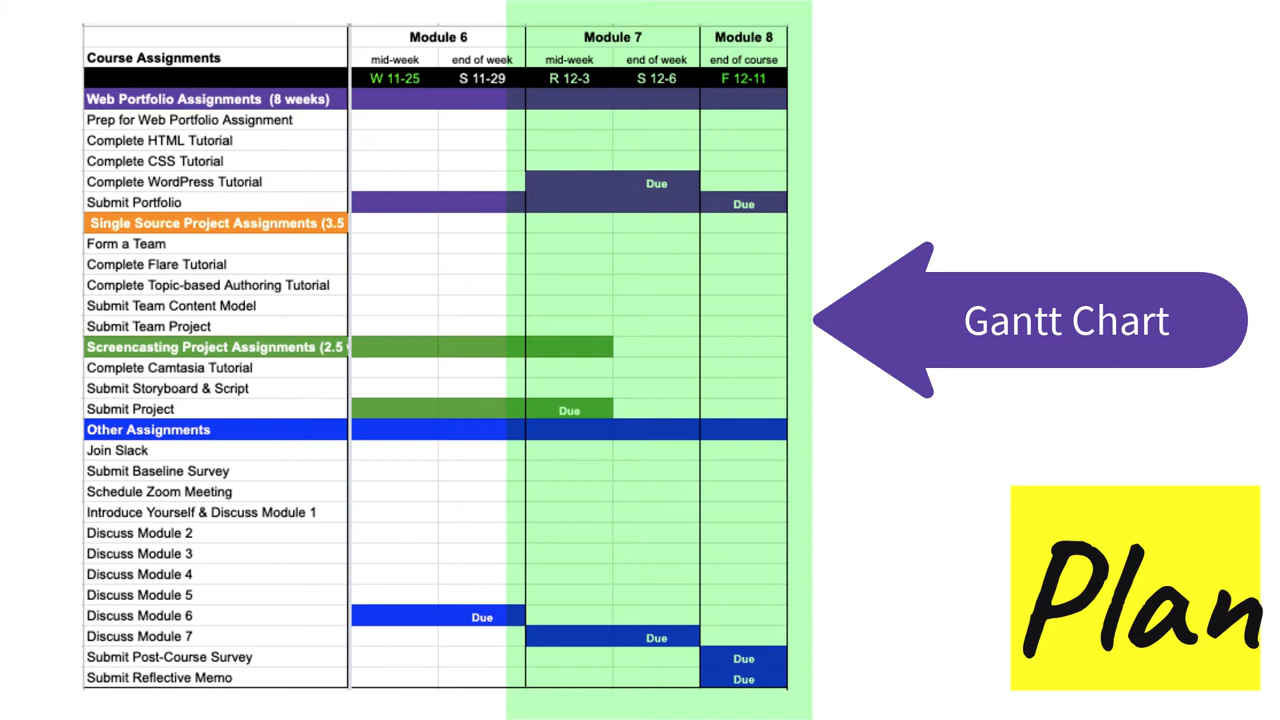 Module 6 Module 7 Module 8
Course Assignments mid-week end of week mid-week end of week end of course
W 11-25 S 11-29 R 12-3 S 12-6 F 12-11
Web Portfolio Assignments (8 weeks)
Prep for Web Portfolio Assignment
Complete HTML Tutorial
Complete CSS Tutorial
Complete WordPress Tutorial Due
Submit Portfolio Due
Single Source Project Assignments (3.5
Form a Team
Complete Flare Tutorial
Complete Topic-based Authoring Tutorial
Submit Team Content Model
Submit Team Project
Screencasting Project Assignments (2.5
Complete Camtasia Tutorial
Submit Storyboard & Script
Submit Project Due
Other Assignments
Join Slack
Submit Baseline Survey
Schedule Zoom Meeting
Introduce Yourself & Discuss Module 1
Discuss Module 2
Discuss Module 3
Discuss Module 4
Discuss Module 5
Discuss Module 6 Due
Discuss Module 7 Due
Submit Post-Course Survey Due
Submit Reflective Memo Due
Gantt Chart
Plan